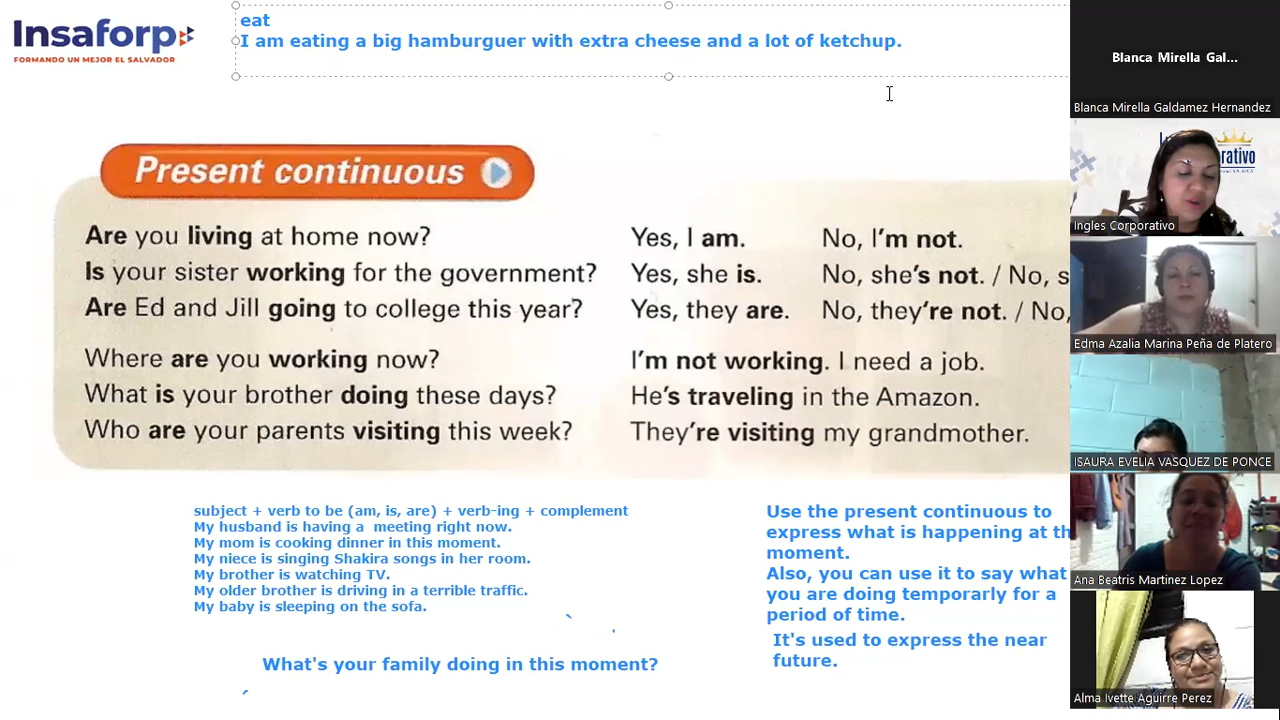 Insaforp
FORMANDO UN MEJOR EL SALVADOR
eat
I am eating a big hamburguer with extra cheese and a lot of ketchup.
Present continuous
Are you living at home now? Yes, I am. No, I'm not.
Is your sister working for the government? Yes, she is. No, she's not. / No, s
Are Ed and Jill going to college this year? Yes, they are. No, they're not. / No,
Where are you working now? I'm not working. I need a job.
What is your brother doing these days? He's traveling in the Amazon.
Who are your parents visiting this week? They're visiting my grandmother.
subject + verb to be (am, is, are) + verb-ing + complement
My husband is having a meeting right now.
My mom is cooking dinner in this moment.
My niece is singing Shakira songs in her room.
My brother is watching TV.
My older brother is driving in a terrible traffic.
My baby is sleeping on the sofa.
What's your family doing in this moment?
Use the present continuous to
express what is happening at th
moment.
Also, you can use it to say what
you are doing temporarly for a
period of time.
It's used to express the near
future.
Blanca Mirella Gal...
Blanca Mirella Galdamez Hernandez
Ingles Corporativo
Edma Azalia Marina Peña de Platero
ISAURA EVELIA VASQUEZ DE PONCE
Ana Beatris Martinez Lopez
Alma Ivette Aguirre Perez